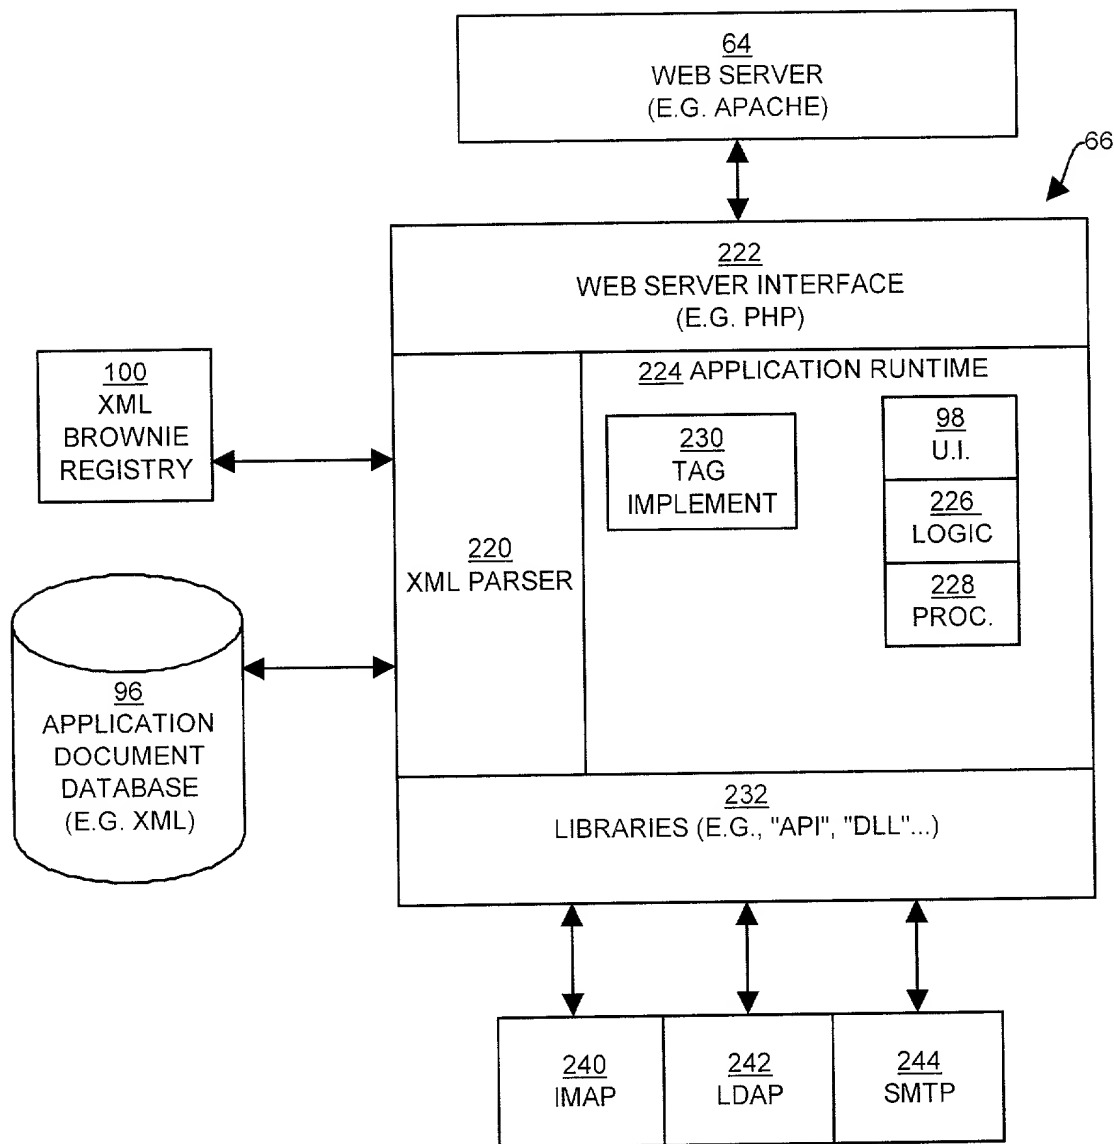 64
WEB SERVER
(E.G. APACHE)
66
222
WEB SERVER INTERFACE
(E.G. PHP)
100
XML
BROWNIE
REGISTRY
224 APPLICATION RUNTIME
230
TAG
IMPLEMENT
98
U.I.
226
LOGIC
228
PROC.
220
XML PARSER
96
APPLICATION
DOCUMENT
DATABASE
(E.G. XML)
232
LIBRARIES (E.G., "API", "DLL"...)
240
IMAP
242
LDAP
244
SMTP